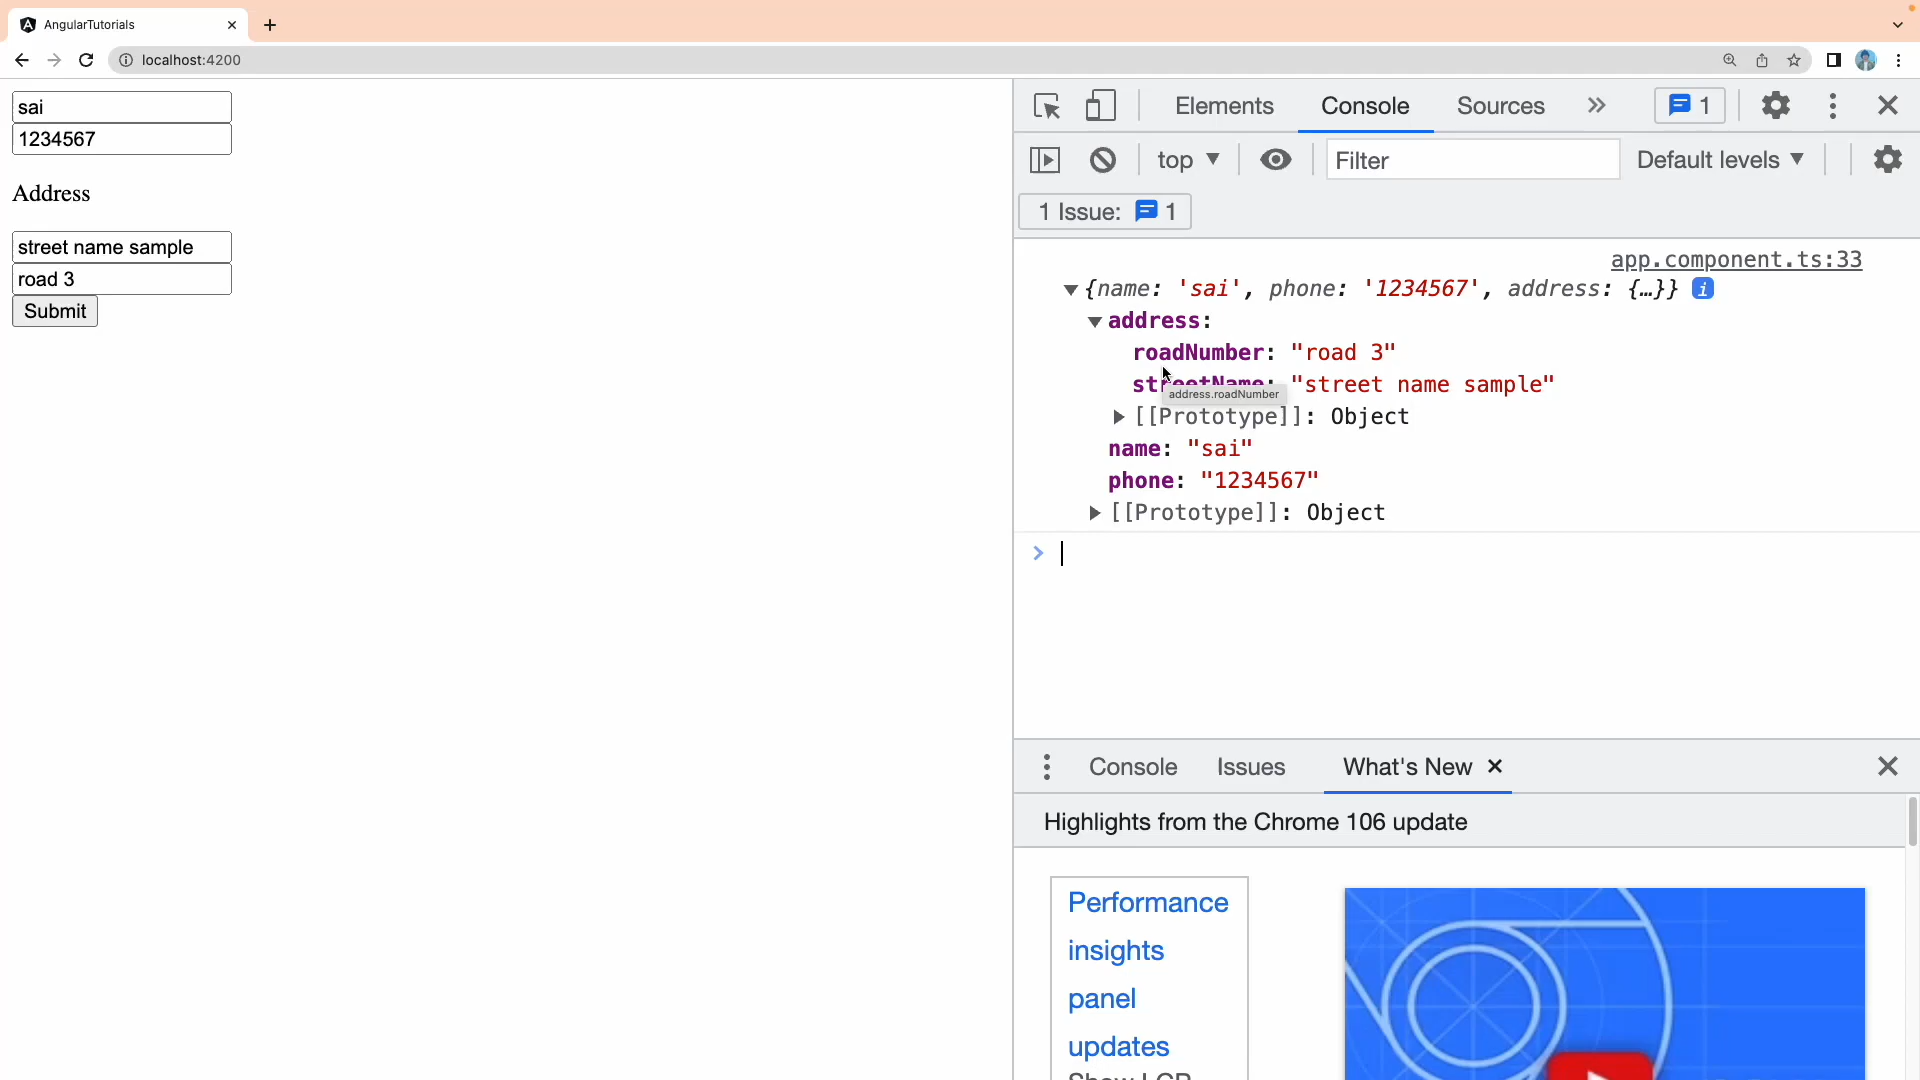 AngularTutorials
localhost:4200
sai
1234567
Address
street name sample
road 3
Submit
Elements Console Sources 1
top Filter Default levels
1 Issue: 1
app.component.ts:33
{name: 'sai', phone: '1234567', address: {…}} i
address:
roadNumber: "road 3"
streetName: "street name sample"
address.roadNumber
[[Prototype]]: Object
name: "sai"
phone: "1234567"
[[Prototype]]: Object
Console Issues What's New
Highlights from the Chrome 106 update
Performance
insights
panel
updates
Show LCP